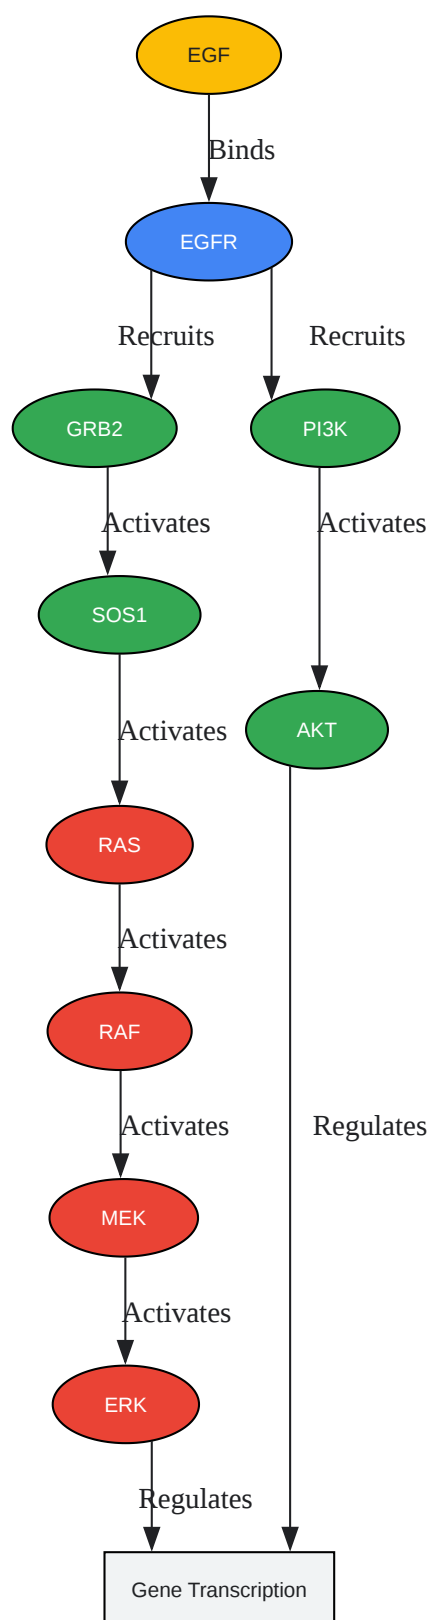 EGF
Binds
EGFR
Recruits
Recruits
GRB2
PI3K
Activates
Activates
SOS1
Activates
AKT
RAS
Activates
RAF
Activates
Regulates
MEK
Activates
ERK
Regulates
Gene Transcription